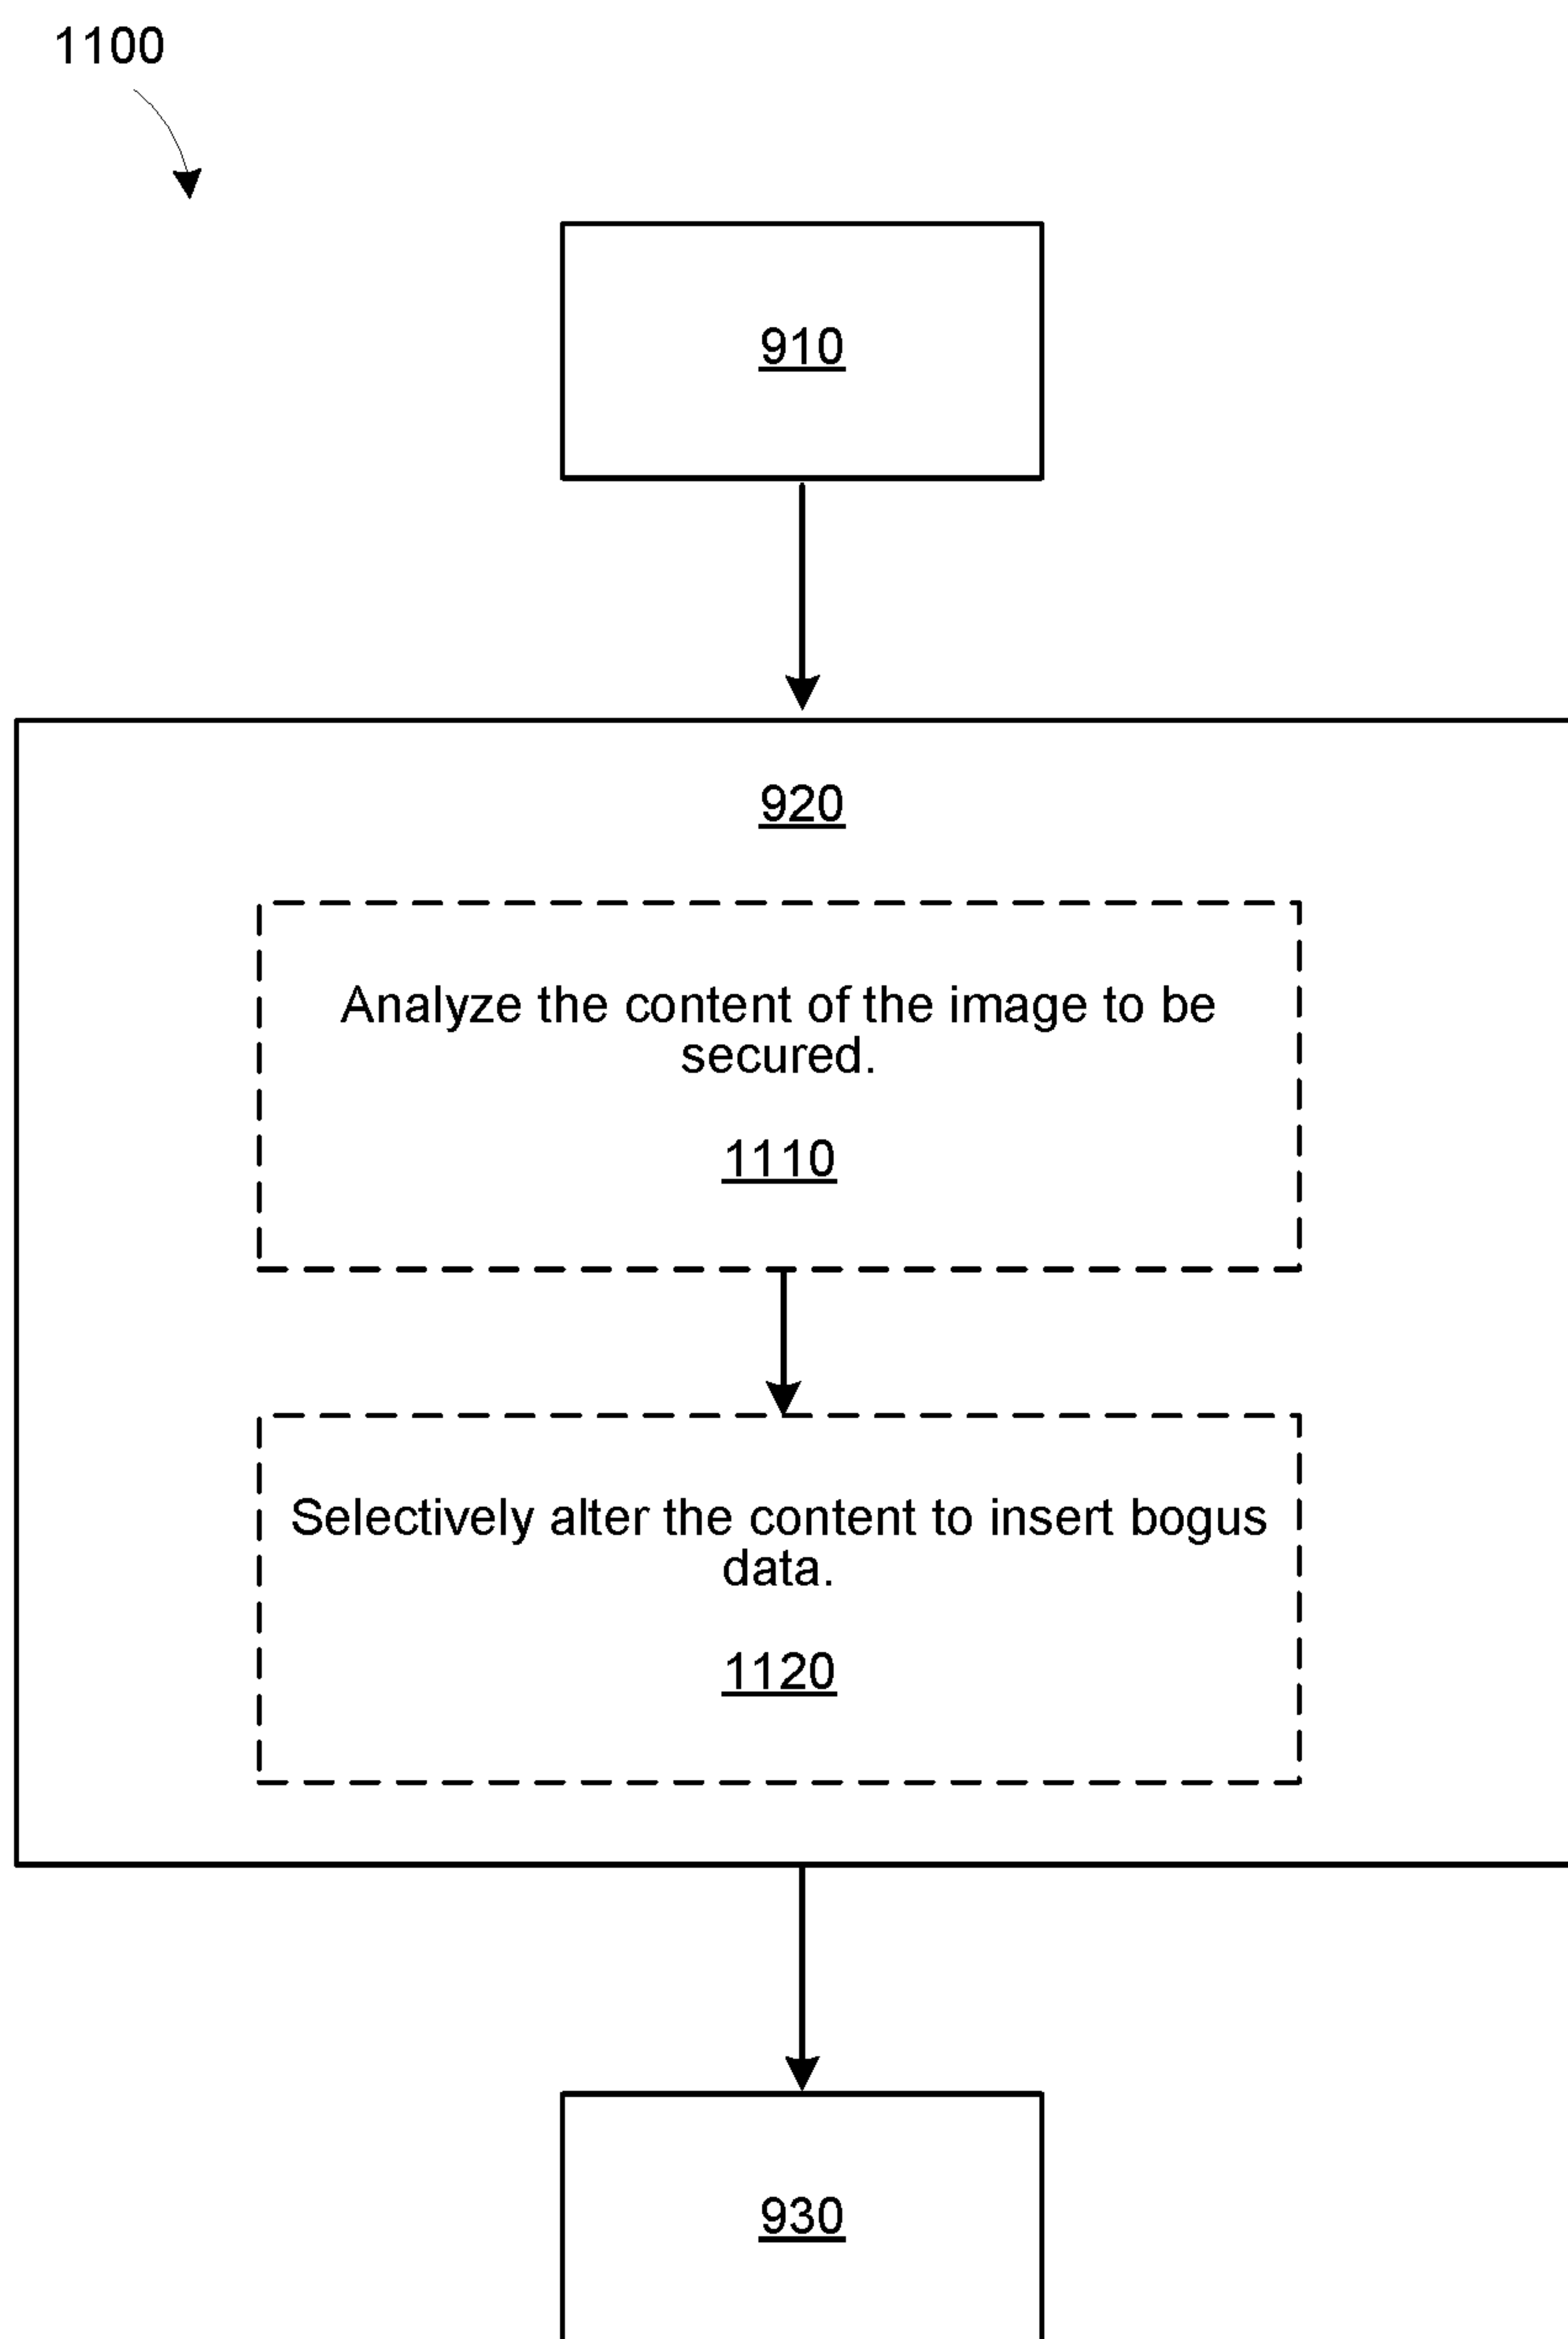 1100
910
920
Analyze the content of the image to be
secured.
1110
Selectively alter the content to insert bogus
data.
1120
930